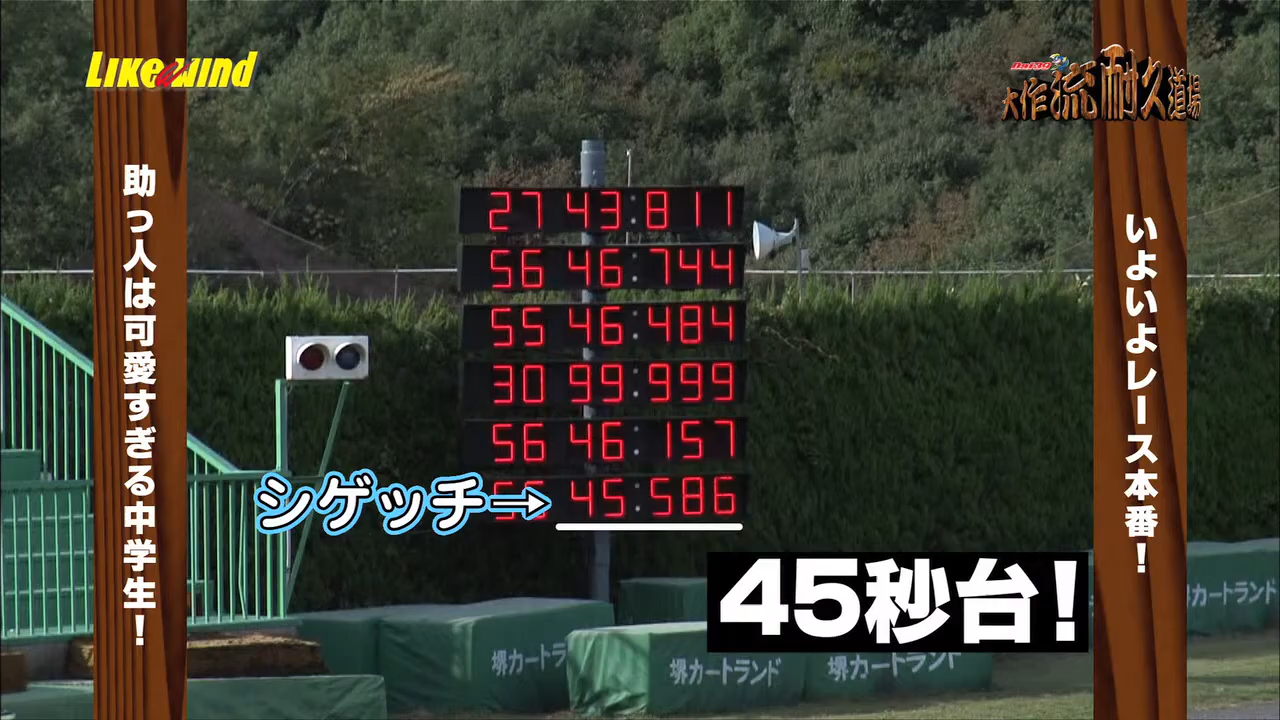 LIKE a WIND
大作流耐久道場
助っ人は可愛すぎる中学生！
いよいよレース本番！
27 43:811
56 46:744
55 46:484
30 99:999
56 46:157
シゲッチ→ 45:586
45秒台！
堺カートランド
堺カートランド
堺カートランド
堺カートランド